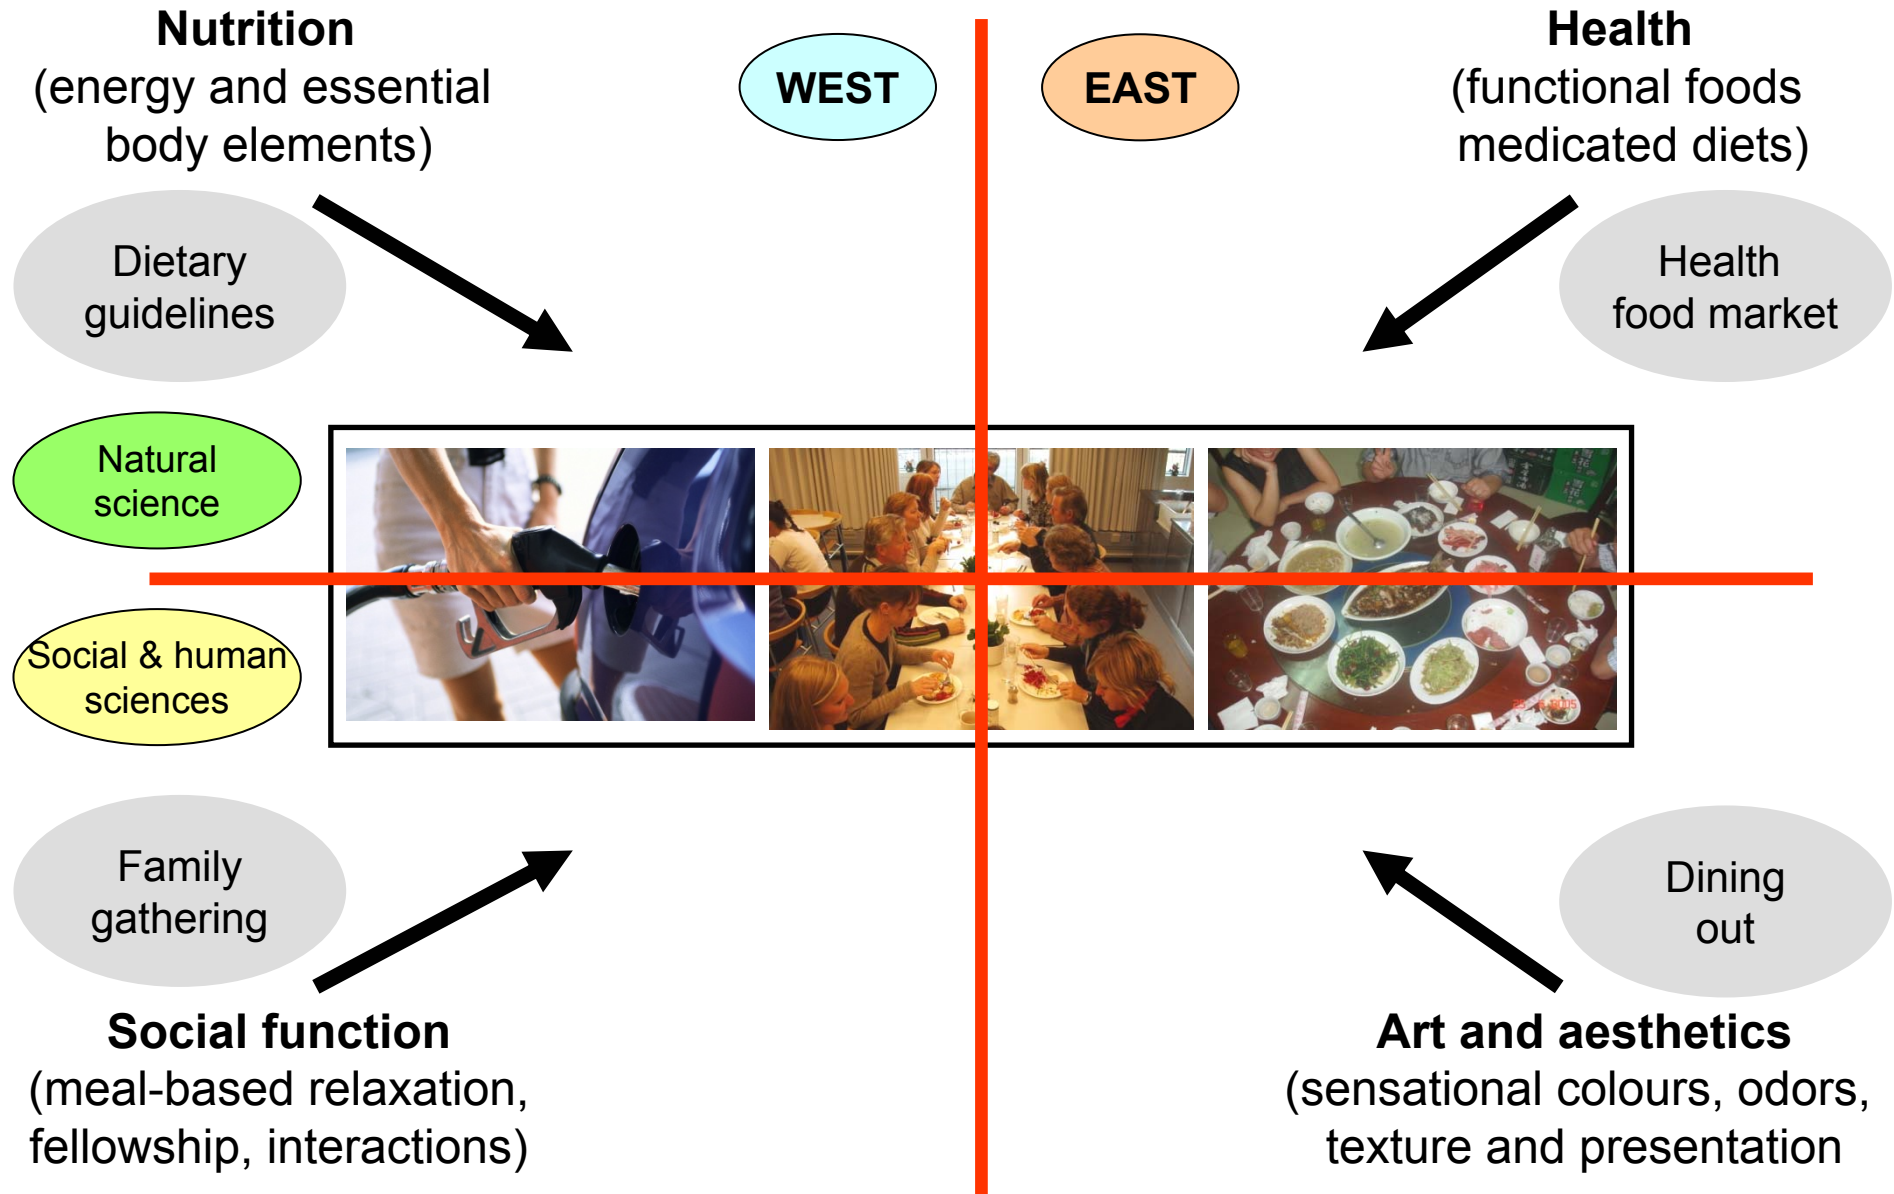 Nutrition
(energy and essential
body elements)
WEST
EAST
Health
(functional foods
medicated diets)
Dietary
guidelines
Health
food market
Natural
science
Social & human
sciences
Family
gathering
Dining
out
Social function
(meal-based relaxation,
fellowship, interactions)
Art and aesthetics
(sensational colours, odors,
texture and presentation